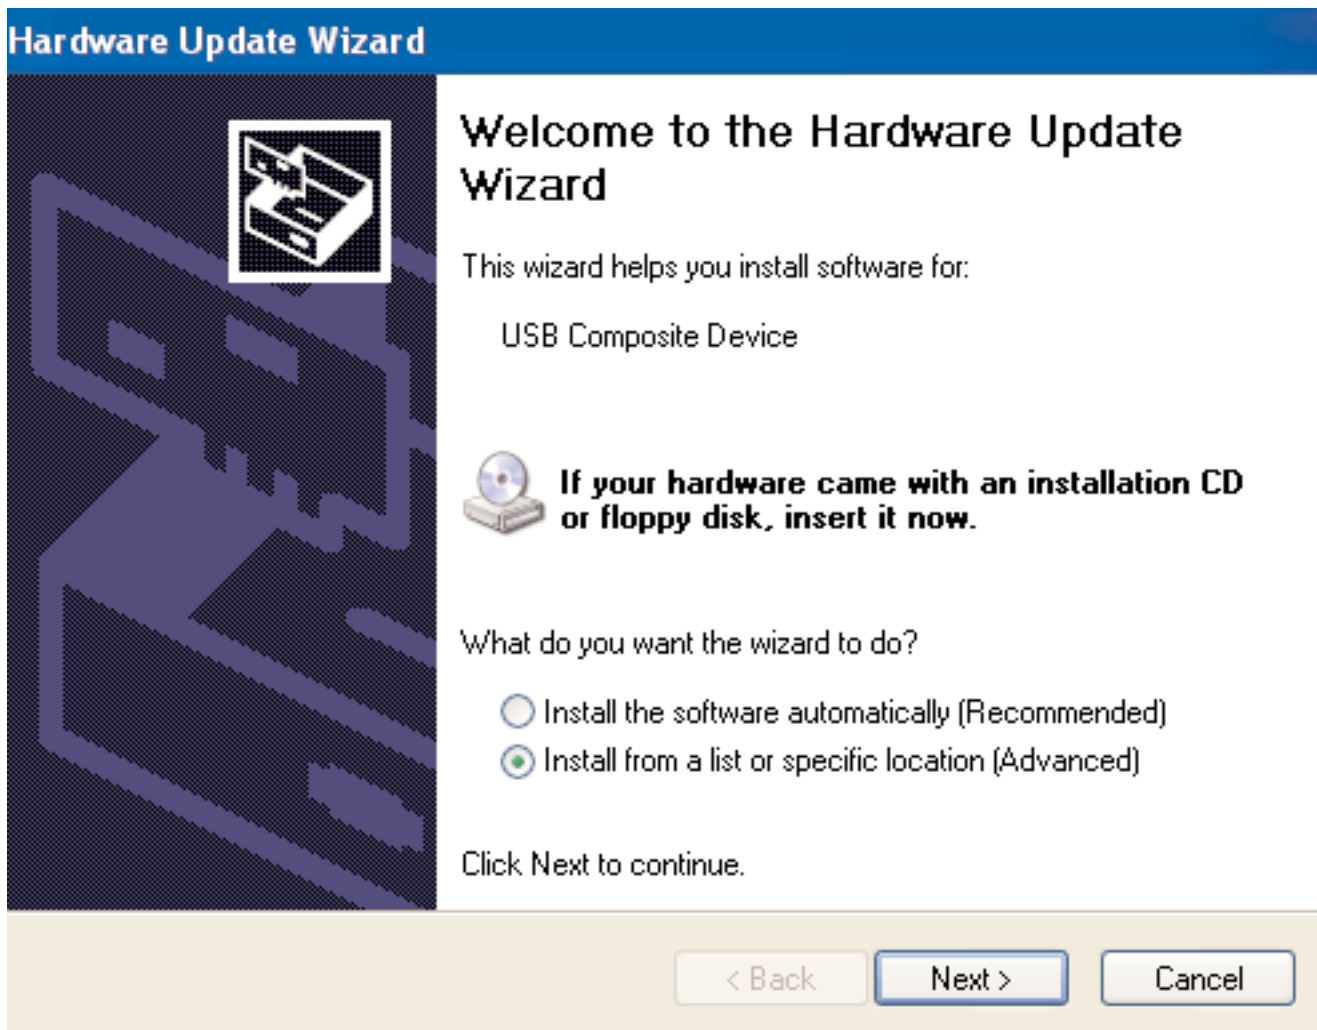 Hardware Update Wizard
Welcome to the Hardware Update
Wizard
This wizard helps you install software for:
USB Composite Device
If your hardware came with an installation CD
or floppy disk, insert it now.
What do you want the wizard to do?
Install the software automatically (Recommended)
Install from a list or specific location (Advanced)
Click Next to continue.
< Back
Next >
Cancel